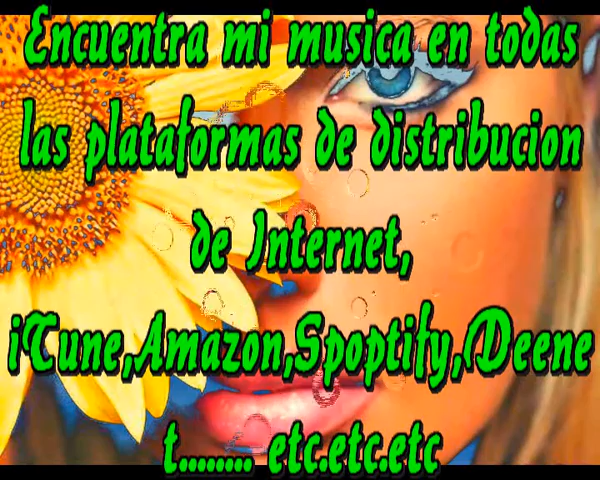 Encuentra mi musica en todas
las plataformas de distribucion
de Internet,
iTune,Amazon,Spoptify,Deene
t........ etc.etc.etc